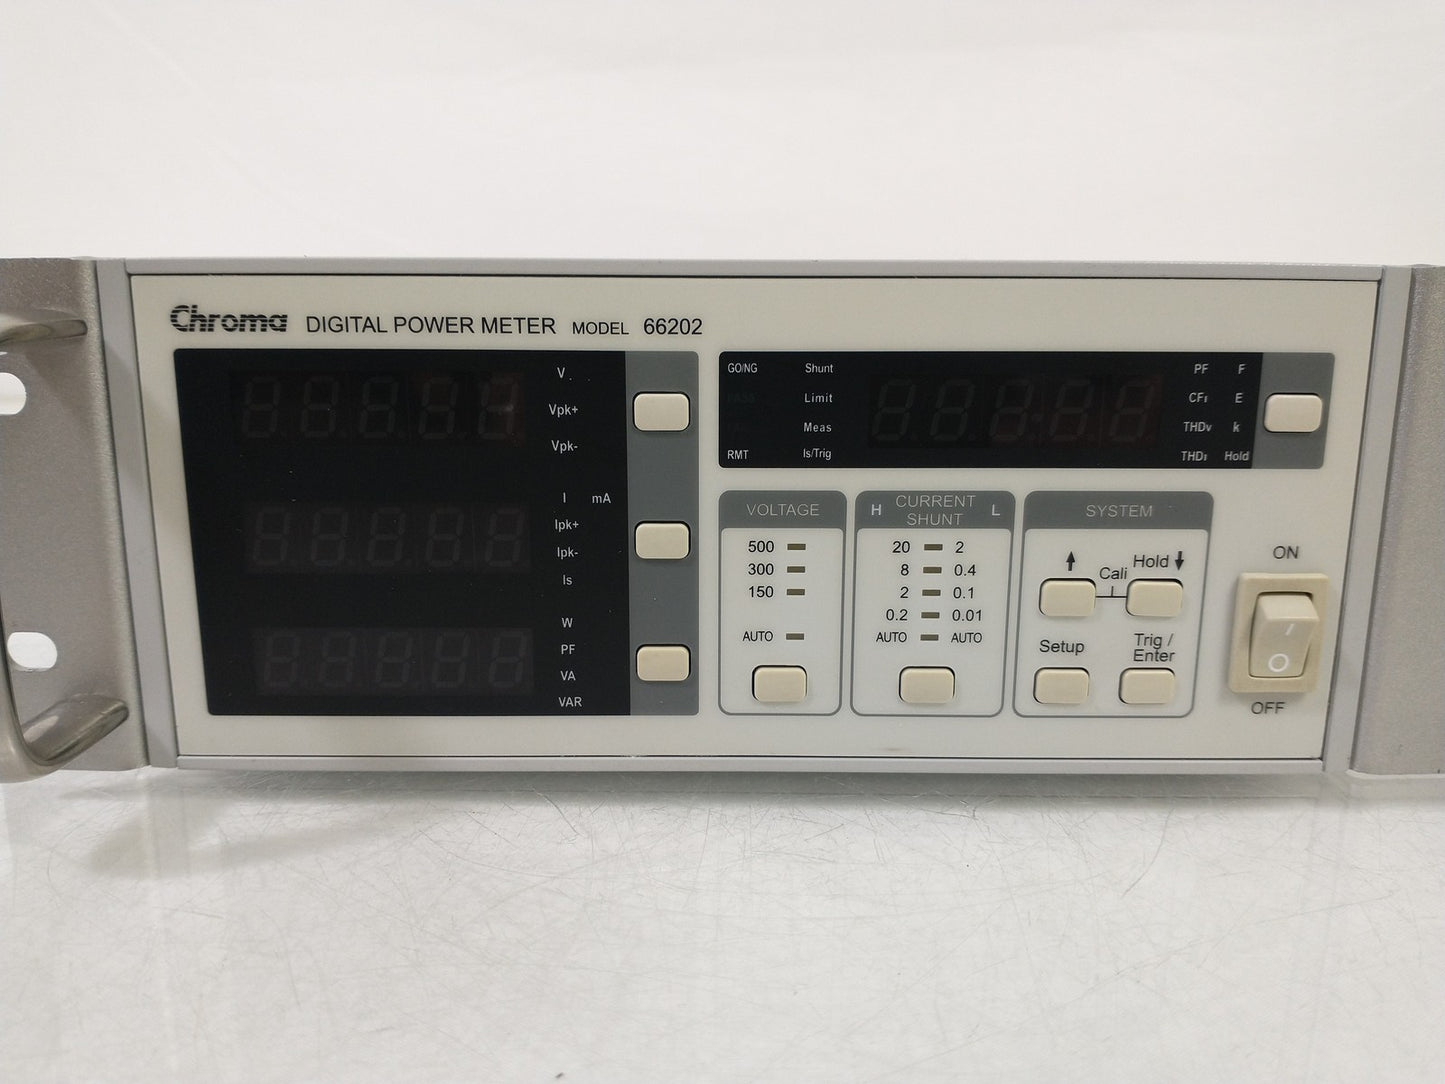 Chroma DIGITAL POWER METER MODEL 66202
V
Vpk+
Vpk-
I mA
Ipk+
Ipk-
Is
W
PF
VA
VAR
GO/NG Shunt
Limit
Meas
RMT Is/Trig
PF F
CFI E
THDV k
THDI Hold
VOLTAGE
500
300
150
AUTO
H CURRENT SHUNT L
20 2
8 0.4
2 0.1
0.2 0.01
AUTO AUTO
SYSTEM
Hold
Cali
Setup
Trig /
Enter
ON
OFF